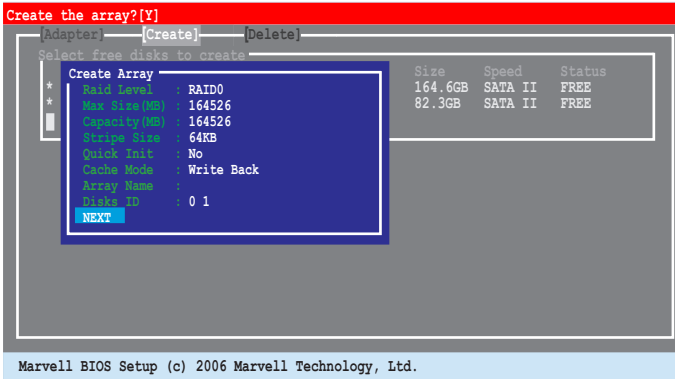 Create the array?[Y]
[Adapter] [Create] [Delete]
Select free disks to create
Size Speed Status
* 164.6GB SATA II FREE
* 82.3GB SATA II FREE
Create Array
Raid Level : RAID0
Max Size(MB) : 164526
Capacity(MB) : 164526
Stripe Size : 64KB
Quick Init : No
Cache Mode : Write Back
Array Name :
Disks ID : 0 1
NEXT
Marvell BIOS Setup (c) 2006 Marvell Technology, Ltd.